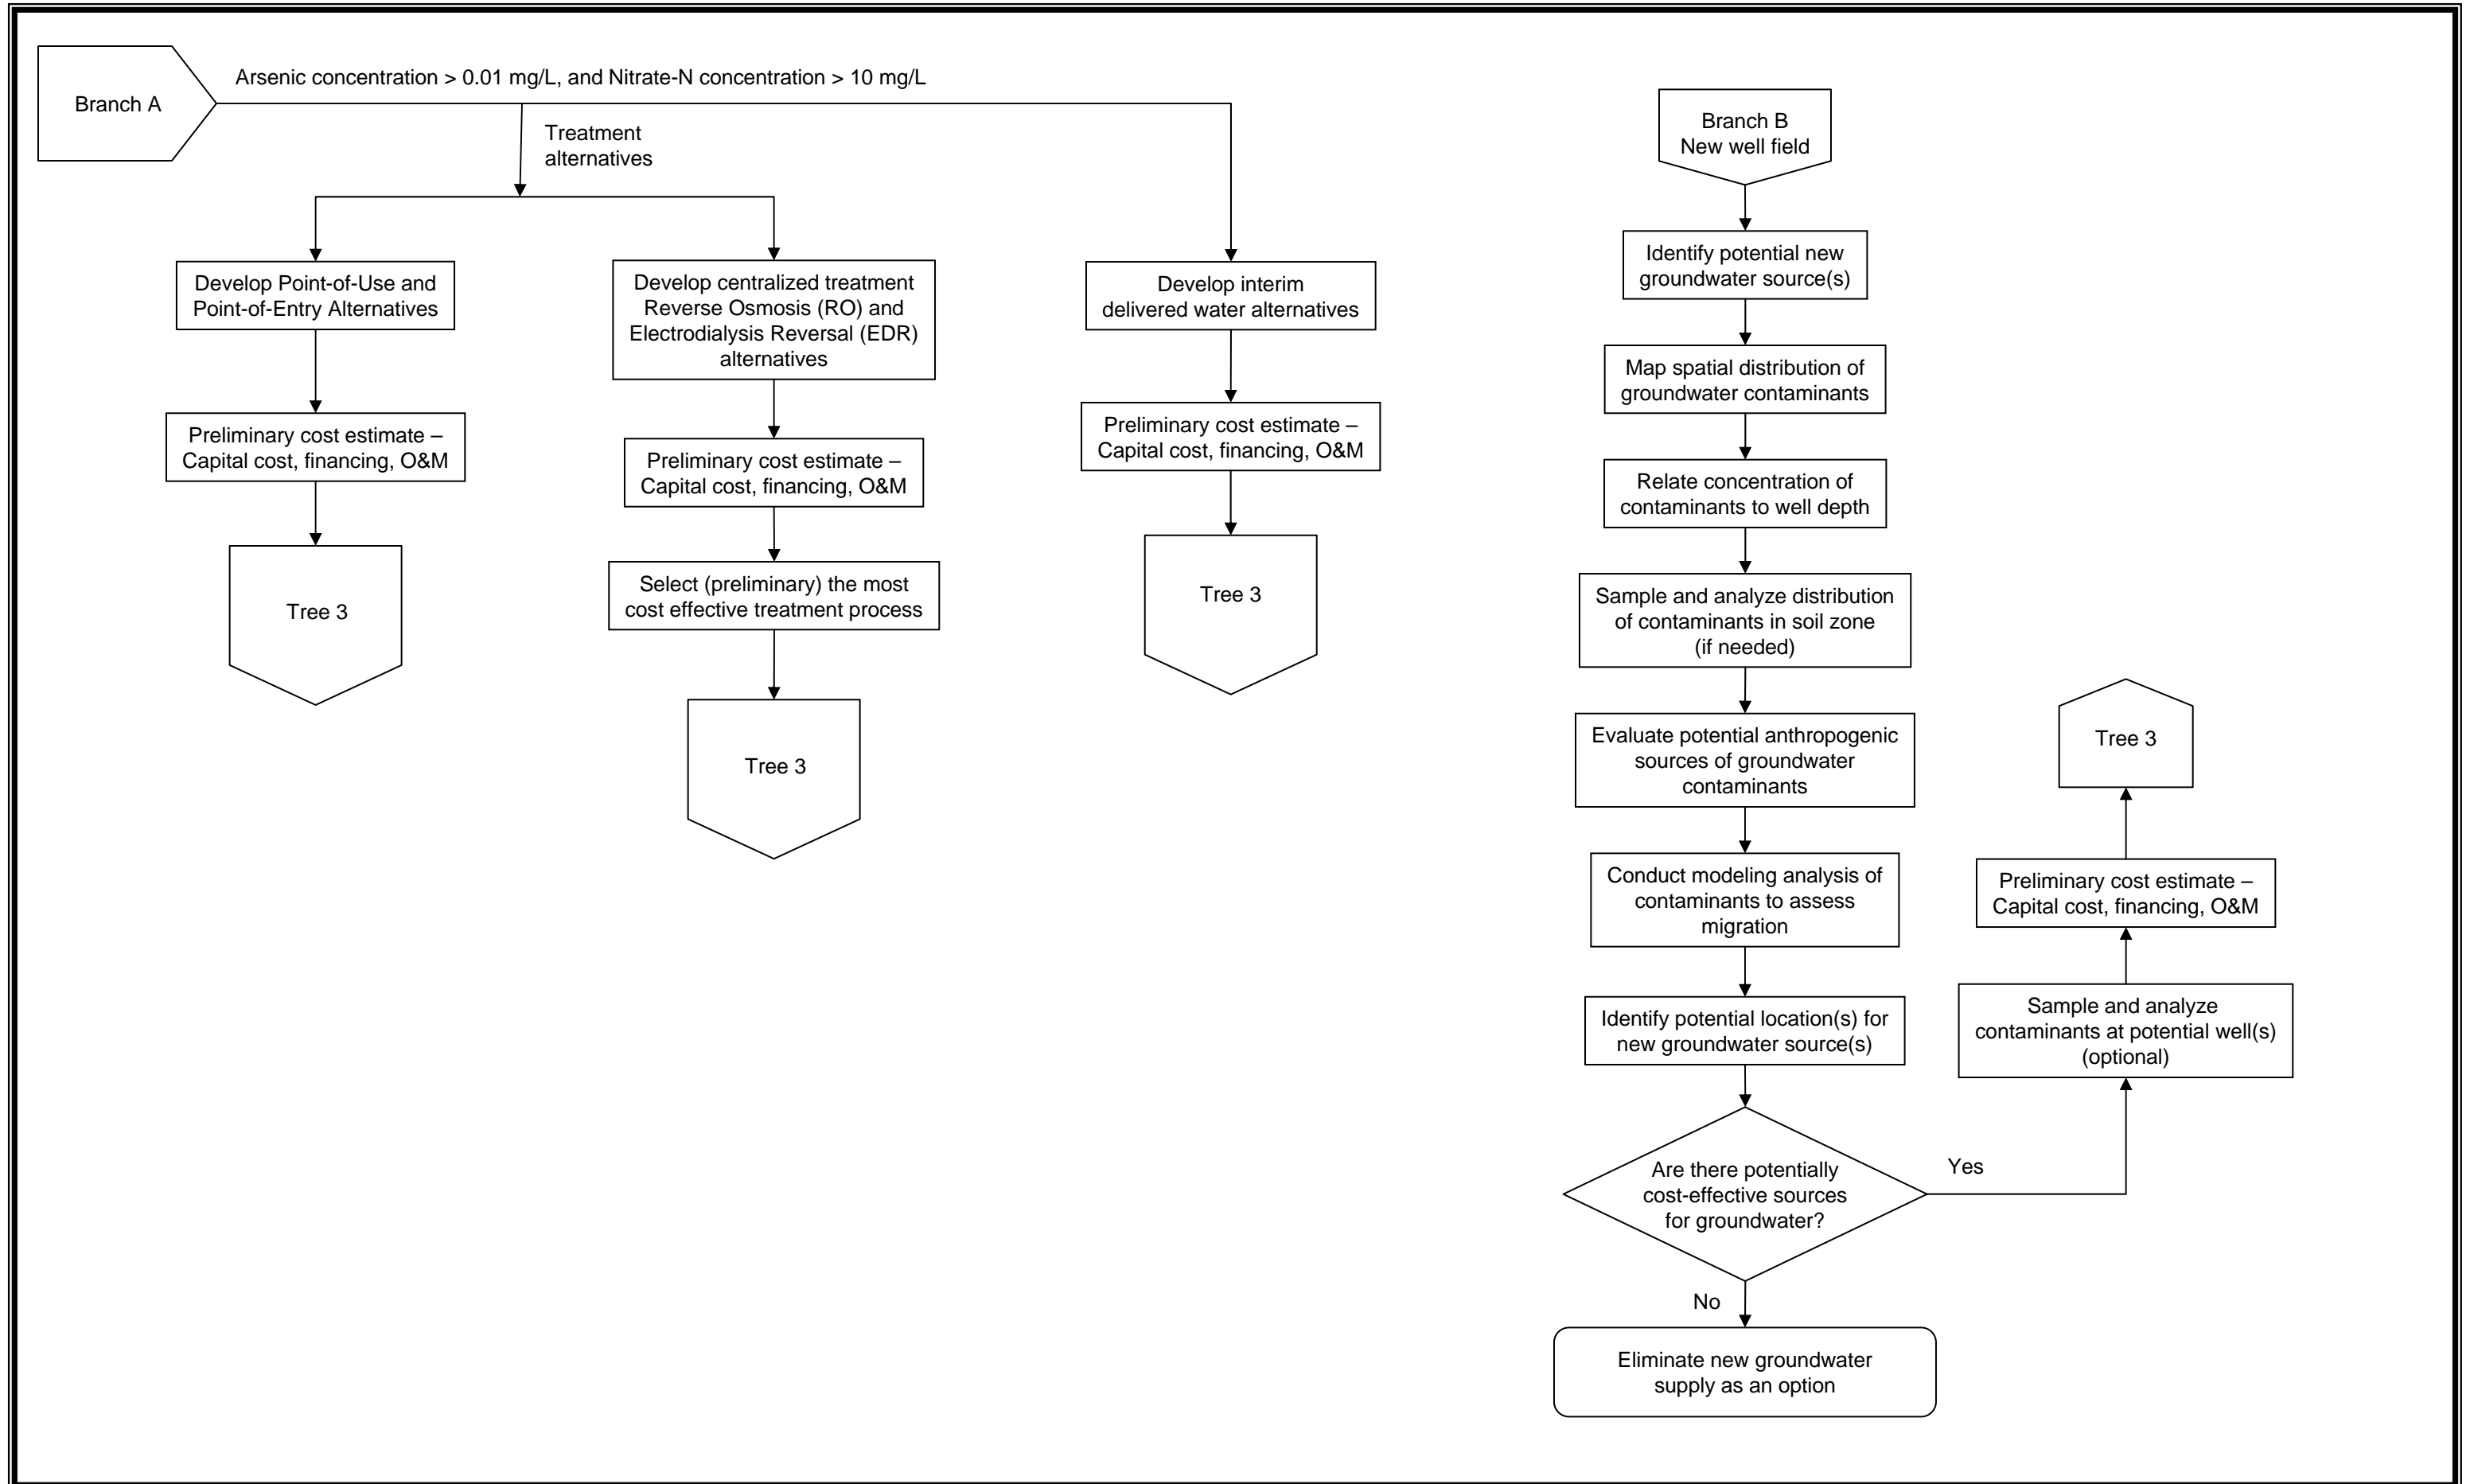 Branch A
Arsenic concentration > 0.01 mg/L, and Nitrate-N concentration > 10 mg/L
Treatment
alternatives
Develop Point-of-Use and
Point-of-Entry Alternatives
Preliminary cost estimate –
Capital cost, financing, O&M
Tree 3
Develop centralized treatment
Reverse Osmosis (RO) and
Electrodialysis Reversal (EDR)
alternatives
Preliminary cost estimate –
Capital cost, financing, O&M
Select (preliminary) the most
cost effective treatment process
Tree 3
Develop interim
delivered water alternatives
Preliminary cost estimate –
Capital cost, financing, O&M
Tree 3
Branch B
New well field
Identify potential new
groundwater source(s)
Map spatial distribution of
groundwater contaminants
Relate concentration of
contaminants to well depth
Sample and analyze distribution
of contaminants in soil zone
(if needed)
Evaluate potential anthropogenic
sources of groundwater
contaminants
Conduct modeling analysis of
contaminants to assess
migration
Identify potential location(s) for
new groundwater source(s)
Are there potentially
cost-effective sources
for groundwater?
Yes
Sample and analyze
contaminants at potential well(s)
(optional)
Preliminary cost estimate –
Capital cost, financing, O&M
Tree 3
No
Eliminate new groundwater
supply as an option